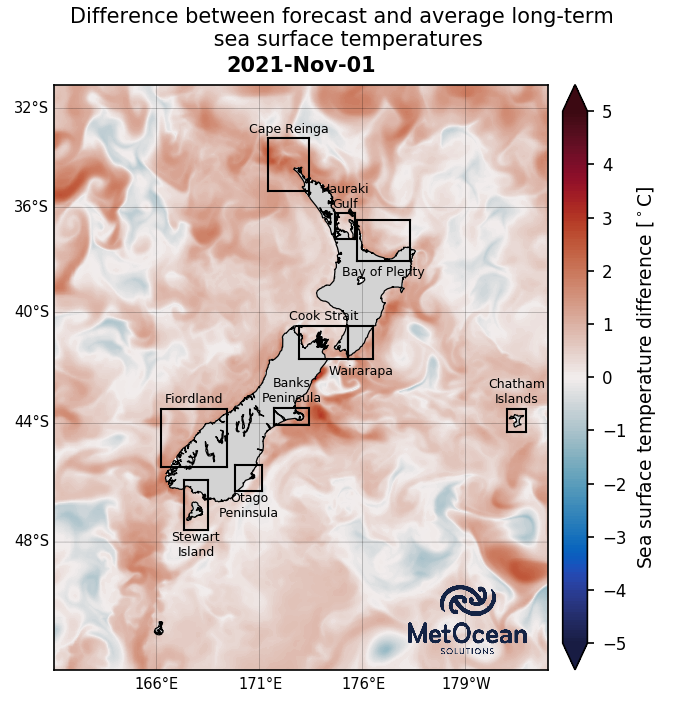 Difference between forecast and average long-term
sea surface temperatures
2021-Nov-01
32°S
36°S
40°S
44°S
48°S
166°E
171°E
176°E
179°W
Cape Reinga
Hauraki
Gulf
Bay of Plenty
Cook Strait
Wairarapa
Banks
Peninsula
Fiordland
Chatham
Islands
Otago
Peninsula
Stewart
Island
MetOcean
SOLUTIONS
5
4
3
2
1
0
−1
−2
−3
−4
−5
Sea surface temperature difference [°C]